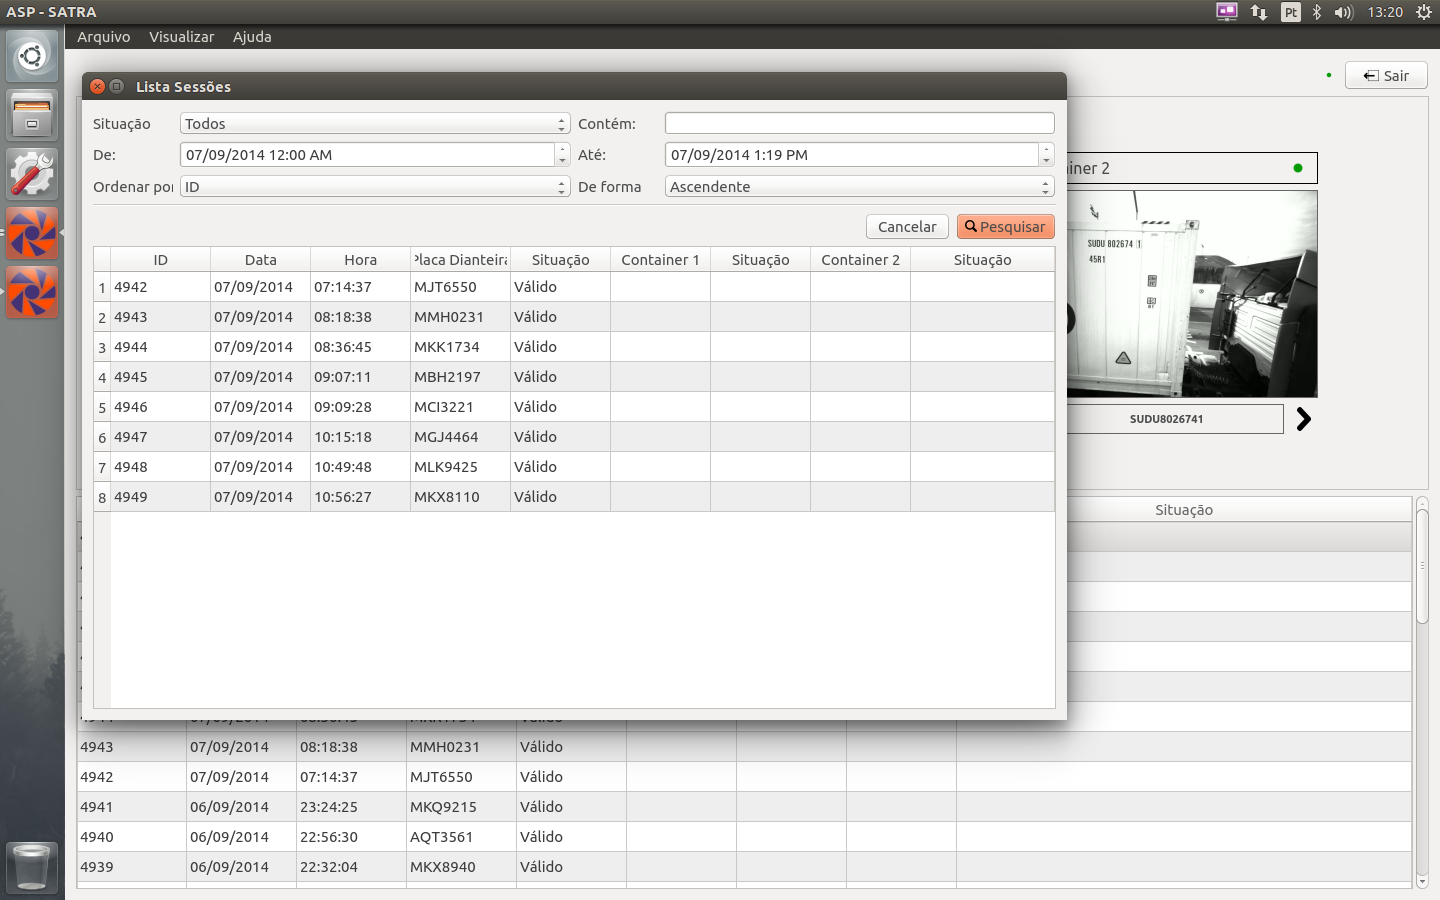 ASP - SATRA
Pt
13:20
Arquivo Visualizar Ajuda
Sair
Lista Sessões
Situação Todos Contém:
De: 07/09/2014 12:00 AM Até: 07/09/2014 1:19 PM
Ordenar por ID De forma Ascendente
Cancelar Pesquisar
ID Data Hora Placa Dianteira Situação Container 1 Situação Container 2 Situação
1 4942 07/09/2014 07:14:37 MJT6550 Válido
2 4943 07/09/2014 08:18:38 MMH0231 Válido
3 4944 07/09/2014 08:36:45 MKK1734 Válido
4 4945 07/09/2014 09:07:11 MBH2197 Válido
5 4946 07/09/2014 09:09:28 MCI3221 Válido
6 4947 07/09/2014 10:15:18 MGJ4464 Válido
7 4948 07/09/2014 10:49:48 MLK9425 Válido
8 4949 07/09/2014 10:56:27 MKX8110 Válido
ainer 2
SUDU 802674 1
45R1
SUDU8026741
Situação
4943 07/09/2014 08:18:38 MMH0231 Válido
4942 07/09/2014 07:14:37 MJT6550 Válido
4941 06/09/2014 23:24:25 MKQ9215 Válido
4940 06/09/2014 22:56:30 AQT3561 Válido
4939 06/09/2014 22:32:04 MKX8940 Válido